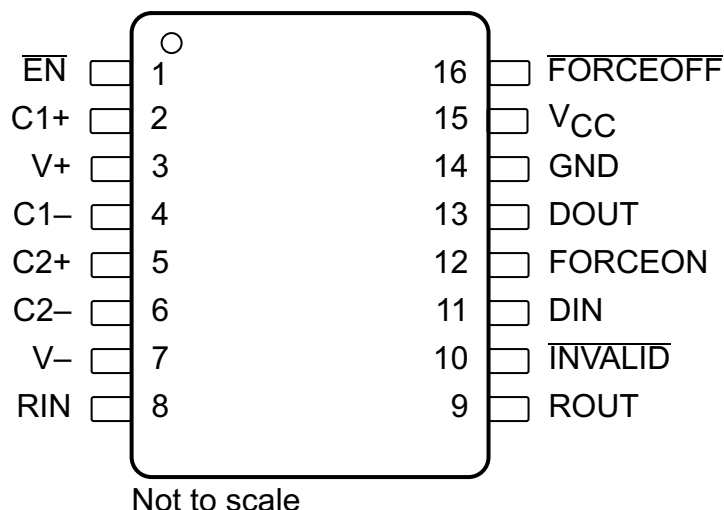 EN 1 16 FORCEOFF
C1+ 2 15 VCC
V+ 3 14 GND
C1– 4 13 DOUT
C2+ 5 12 FORCEON
C2– 6 11 DIN
V– 7 10 INVALID
RIN 8 9 ROUT
Not to scale